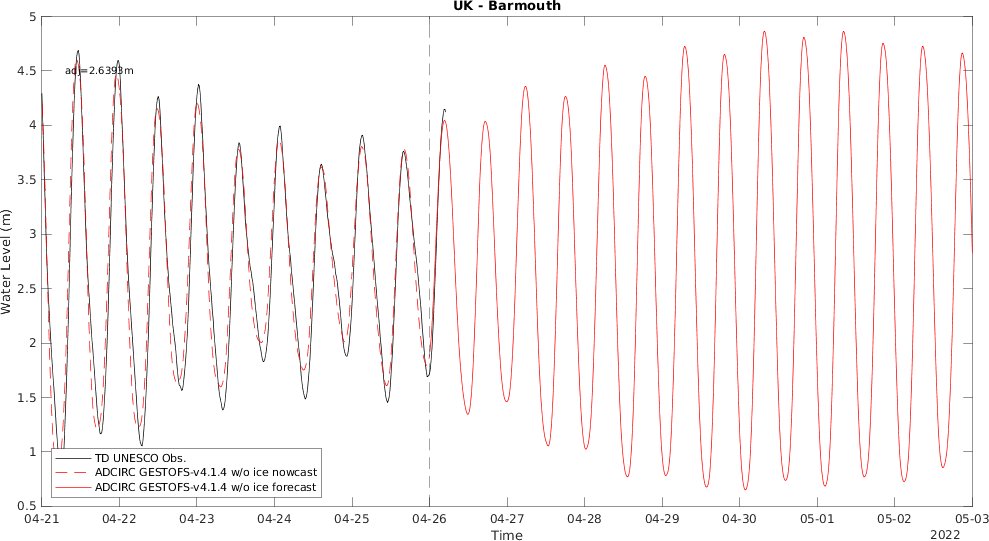 UK - Barmouth
5
4.5
4
3.5
3
2.5
2
1.5
1
0.5
Water Level (m)
adj=2.6393m
TD UNESCO Obs.
ADCIRC GESTOFS-v4.1.4 w/o ice nowcast
ADCIRC GESTOFS-v4.1.4 w/o ice forecast
04-21 04-22 04-23 04-24 04-25 04-26 04-27 04-28 04-29 04-30 05-01 05-02 05-03
Time
2022